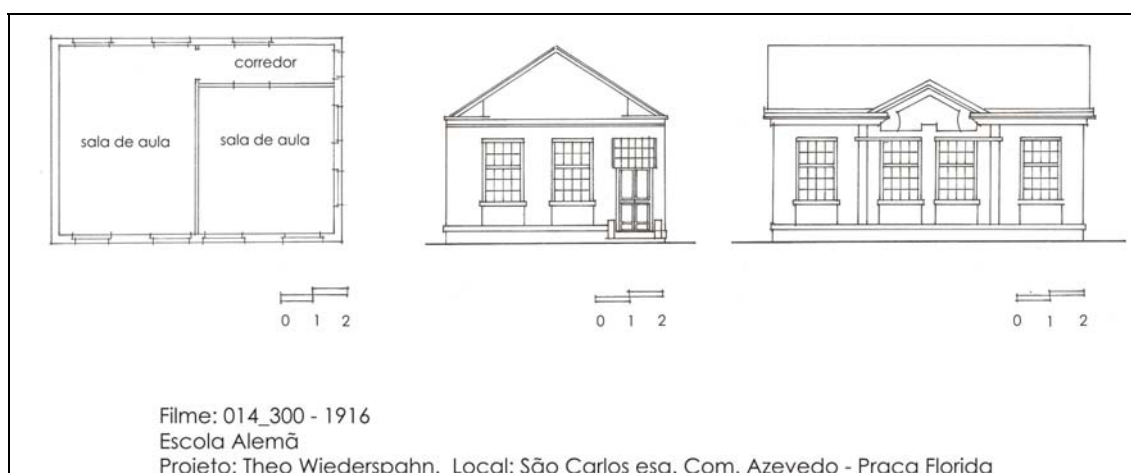 corredor
sala de aula
sala de aula
0 1 2
0 1 2
0 1 2
Filme: 014_300 - 1916
Escola Alemã
Projeto: Theo Wiederspahn. Local: São Carlos esq. Com. Azevedo - Praça Florida